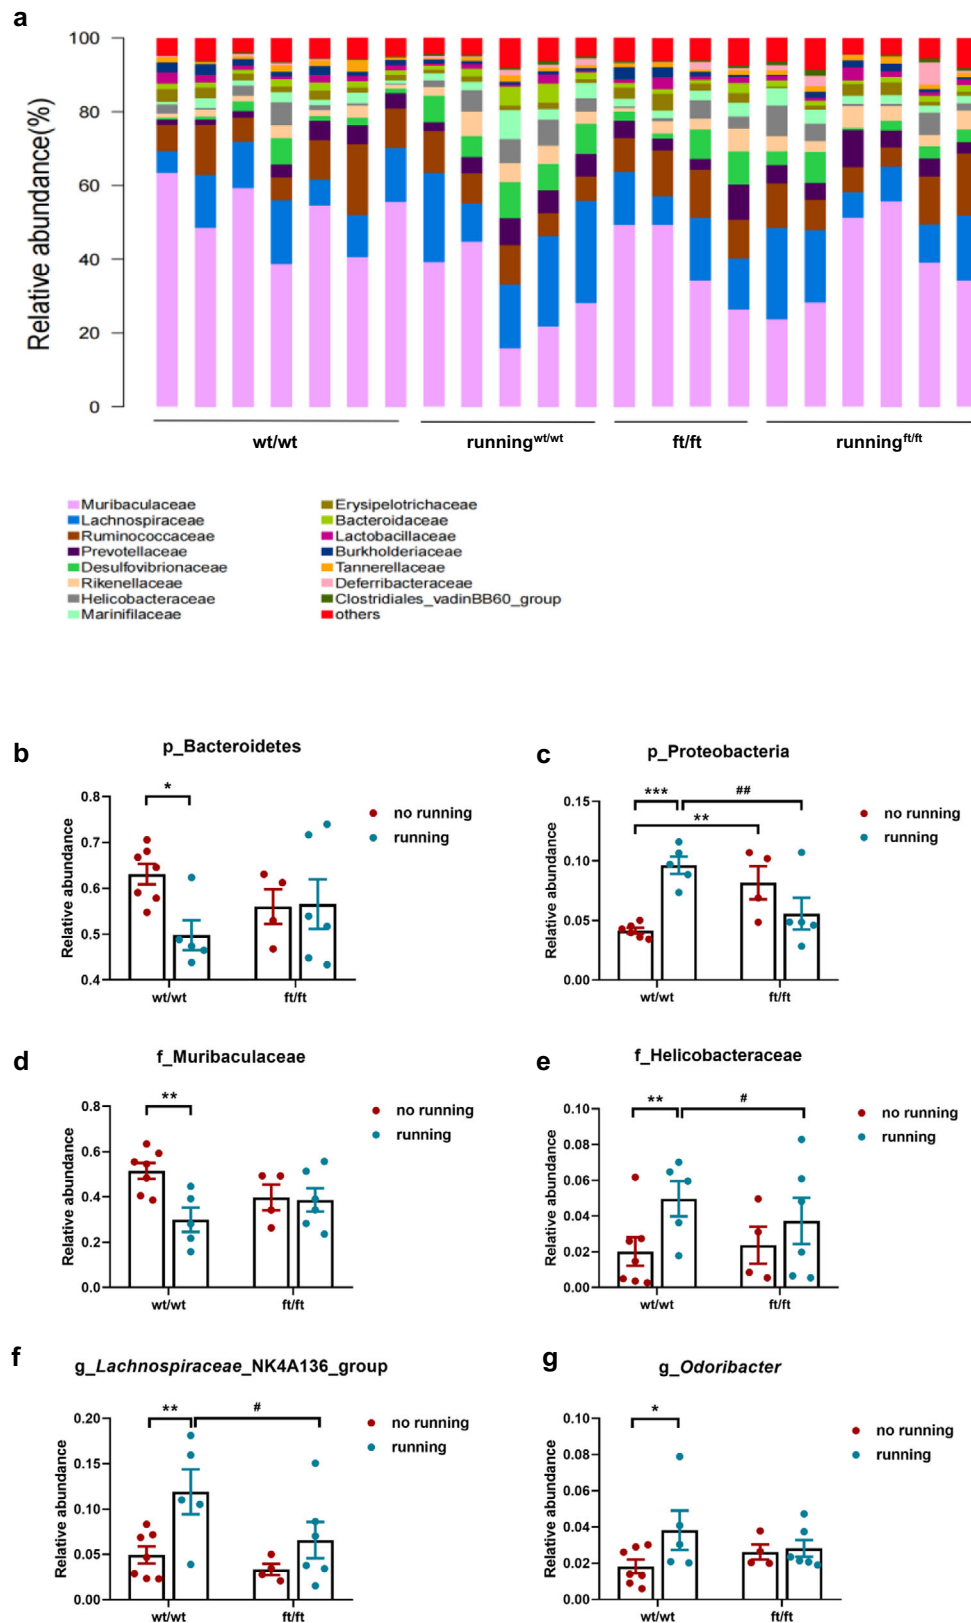 a
Relative abundance(%)
100
80
60
40
20
0
wt/wt
running^wt/wt
ft/ft
running^ft/ft
Muribaculaceae
Lachnospiraceae
Ruminococcaceae
Prevotellaceae
Desulfovibrionaceae
Rikenellaceae
Helicobacteraceae
Marinifilaceae
Erysipelotrichaceae
Bacteroidaceae
Lactobacillaceae
Burkholderiaceae
Tannerellaceae
Deferribacteraceae
Clostridiales_vadinBB60_group
others
b
p_Bacteroidetes
Relative abundance
0.8
0.7
0.6
0.5
0.4
*
no running
running
wt/wt
ft/ft
c
p_Proteobacteria
Relative abundance
0.15
0.10
0.05
0.00
***
##
**
no running
running
wt/wt
ft/ft
d
f_Muribaculaceae
Relative abundance
0.8
0.6
0.4
0.2
0.0
**
no running
running
wt/wt
ft/ft
e
f_Helicobacteraceae
Relative abundance
0.10
0.08
0.06
0.04
0.02
0.00
**
#
no running
running
wt/wt
ft/ft
f
g_Lachnospiraceae_NK4A136_group
Relative abundance
0.20
0.15
0.10
0.05
0.00
**
#
no running
running
wt/wt
ft/ft
g
g_Odoribacter
Relative abundance
0.10
0.08
0.06
0.04
0.02
0.00
*
no running
running
wt/wt
ft/ft